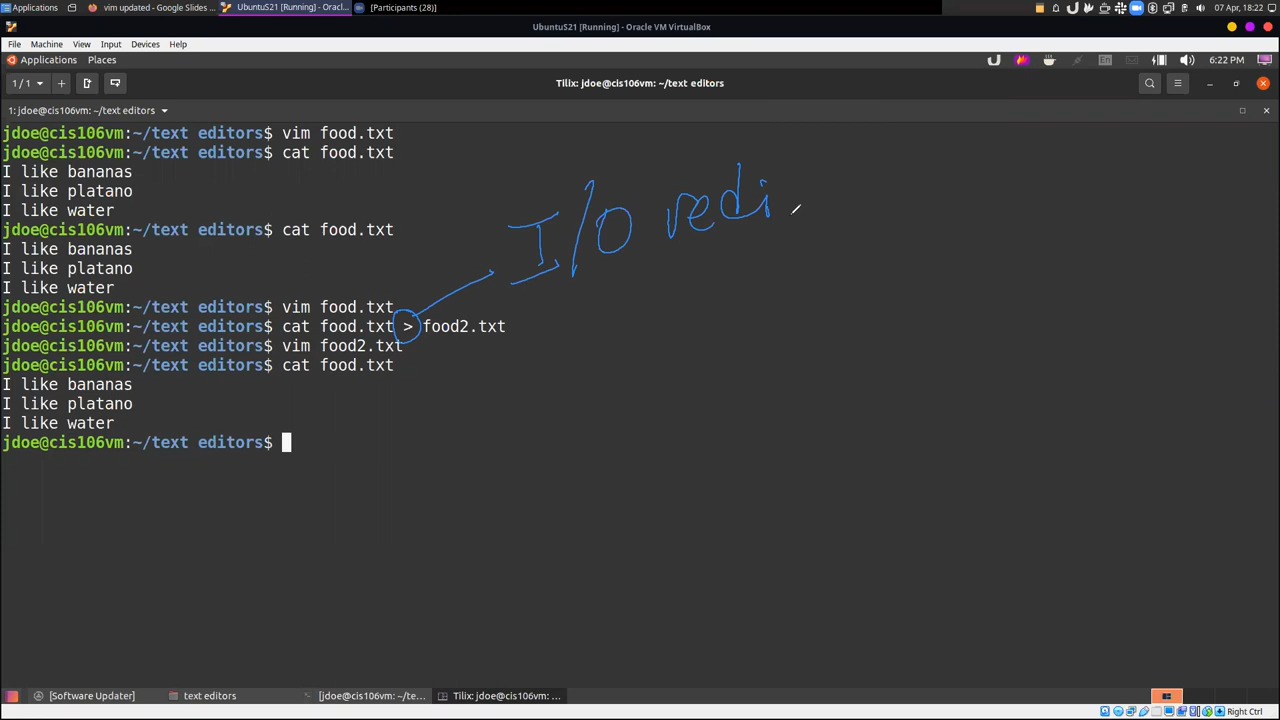 Applications
vim updated - Google Slides ...
UbuntuS21 [Running] - Oracl...
[Participants (28)]
07 Apr, 18:22
UbuntuS21 [Running] - Oracle VM VirtualBox
File Machine View Input Devices Help
Applications Places
En
6:22 PM
1 / 1
Tilix: jdoe@cis106vm: ~/text editors
1: jdoe@cis106vm: ~/text editors
jdoe@cis106vm:~/text editors$ vim food.txt
jdoe@cis106vm:~/text editors$ cat food.txt
I like bananas
I like platano
I like water
jdoe@cis106vm:~/text editors$ cat food.txt
I like bananas
I like platano
I like water
jdoe@cis106vm:~/text editors$ vim food.txt
jdoe@cis106vm:~/text editors$ cat food.txt > food2.txt
jdoe@cis106vm:~/text editors$ vim food2.txt
jdoe@cis106vm:~/text editors$ cat food.txt
I like bananas
I like platano
I like water
jdoe@cis106vm:~/text editors$
I/O redi
[Software Updater]
text editors
[jdoe@cis106vm: ~/te...
Tilix: jdoe@cis106vm: ...
Right Ctrl